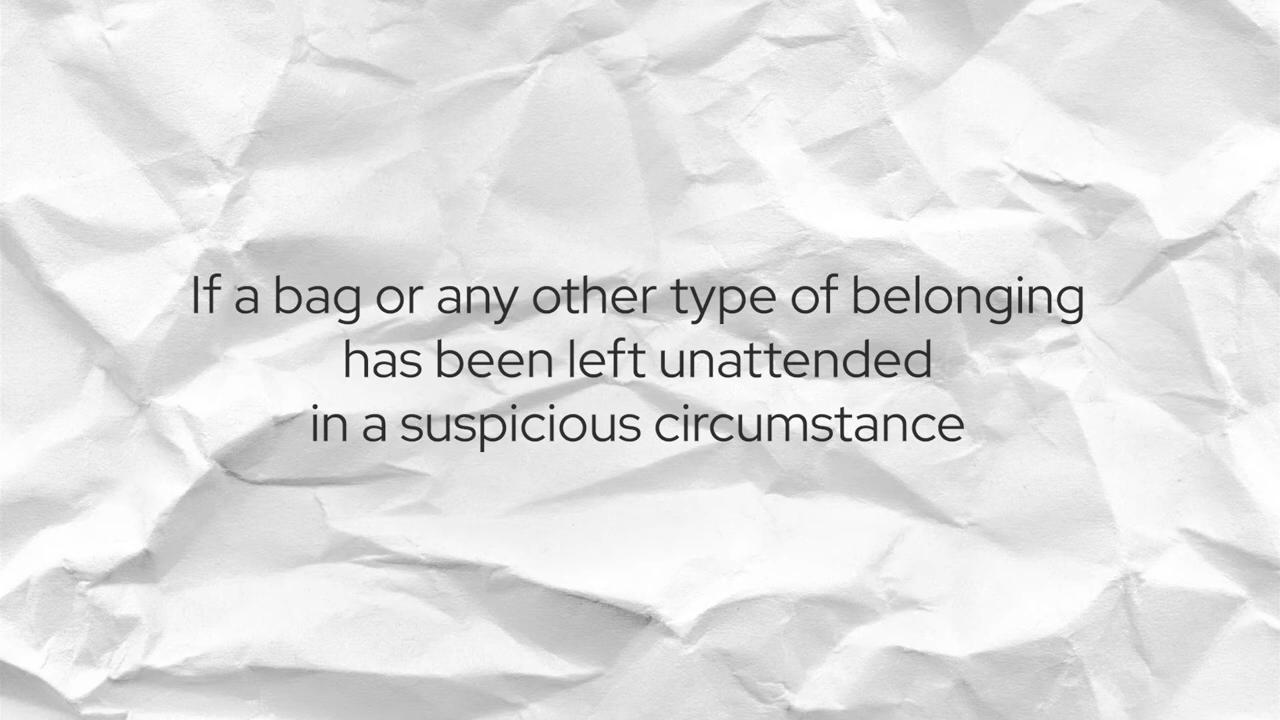 If a bag or any other type of belonging
has been left unattended
in a suspicious circumstance